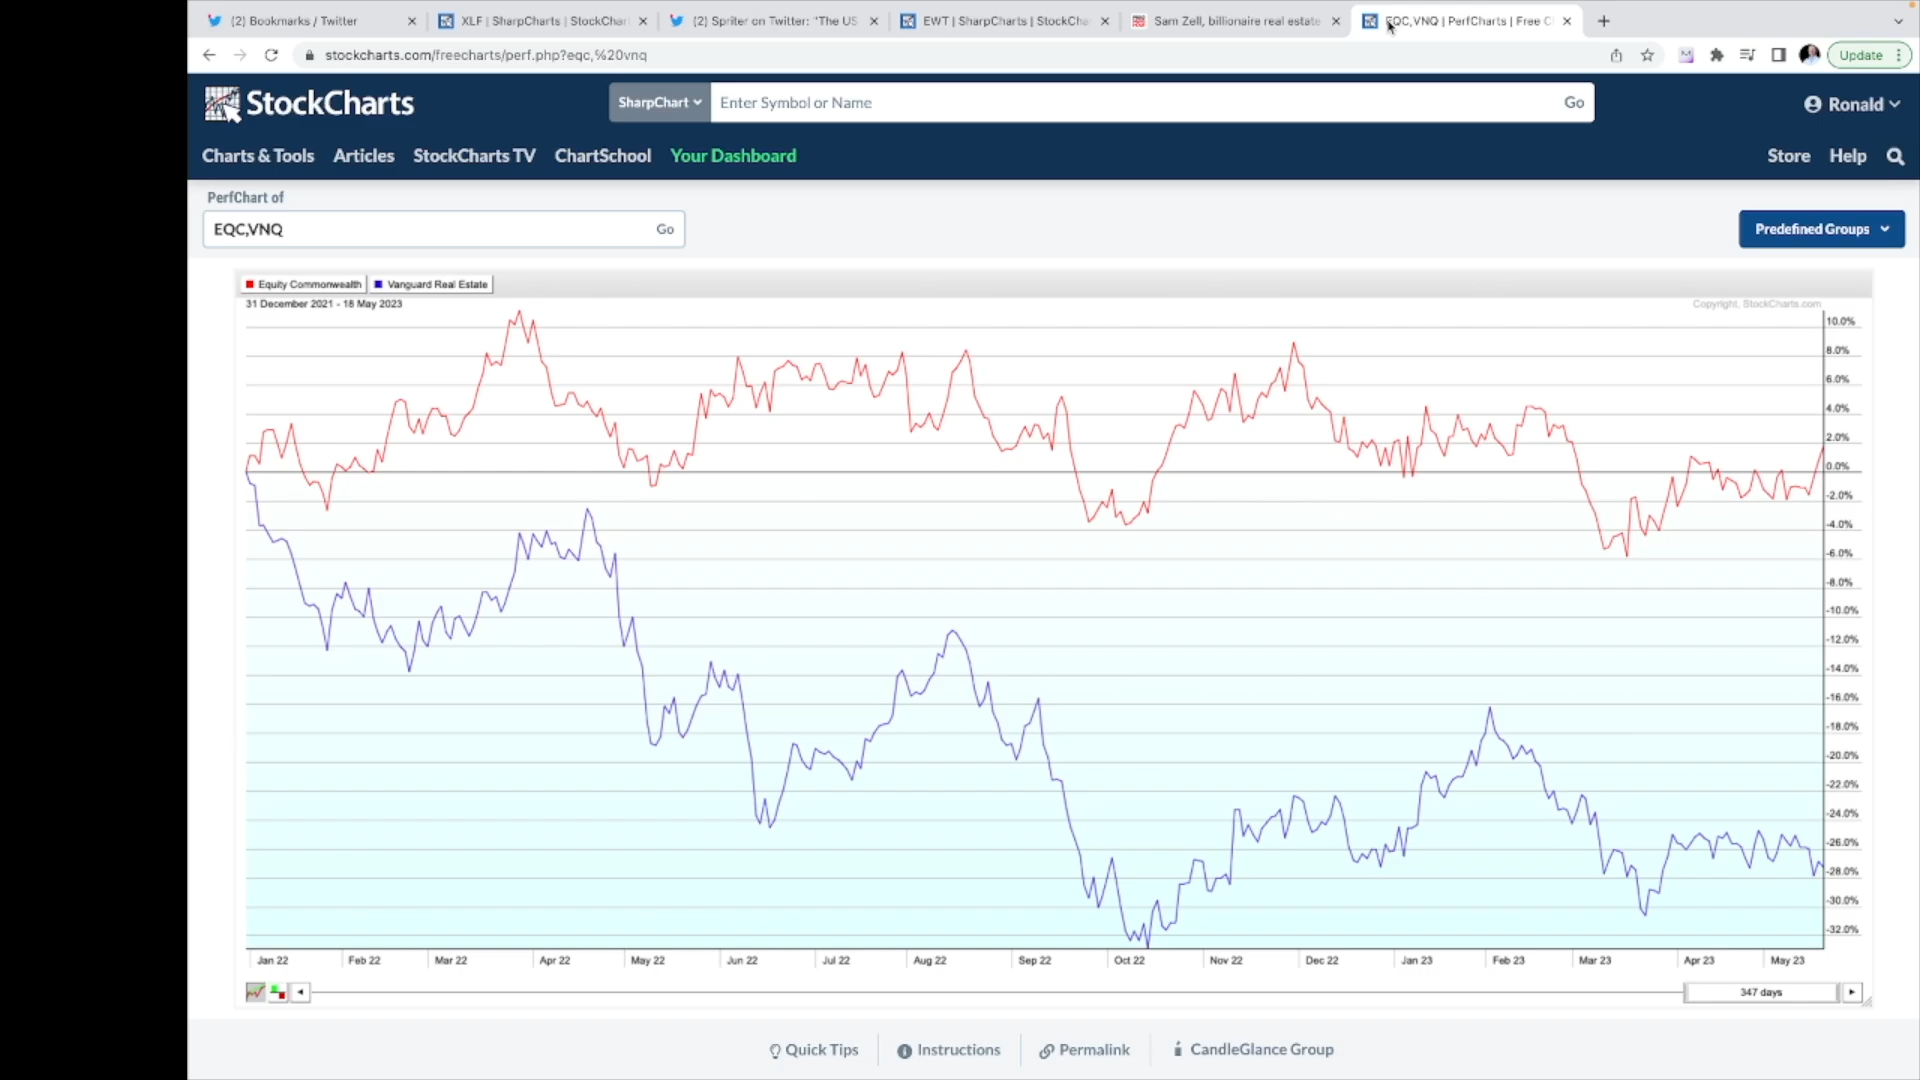 (2) Bookmarks / Twitter
XLF | SharpCharts | StockChar
(2) Spriter on Twitter: "The US
EWT | SharpCharts | StockCha
Sam Zell, billionaire real estate
EQC,VNQ | PerfCharts | Free C
stockcharts.com/freecharts/perf.php?eqc,%20vnq
Update
StockCharts
SharpChart
Enter Symbol or Name
Go
Ronald
Charts & Tools
Articles
StockCharts TV
ChartSchool
Your Dashboard
Store
Help
PerfChart of
EQC,VNQ
Go
Predefined Groups
Equity Commonwealth
Vanguard Real Estate
31 December 2021 - 18 May 2023
Copyright, StockCharts.com
10.0%
8.0%
6.0%
4.0%
2.0%
0.0%
-2.0%
-4.0%
-6.0%
-8.0%
-10.0%
-12.0%
-14.0%
-16.0%
-18.0%
-20.0%
-22.0%
-24.0%
-26.0%
-28.0%
-30.0%
-32.0%
Jan 22
Feb 22
Mar 22
Apr 22
May 22
Jun 22
Jul 22
Aug 22
Sep 22
Oct 22
Nov 22
Dec 22
Jan 23
Feb 23
Mar 23
Apr 23
May 23
347 days
Quick Tips
Instructions
Permalink
CandleGlance Group